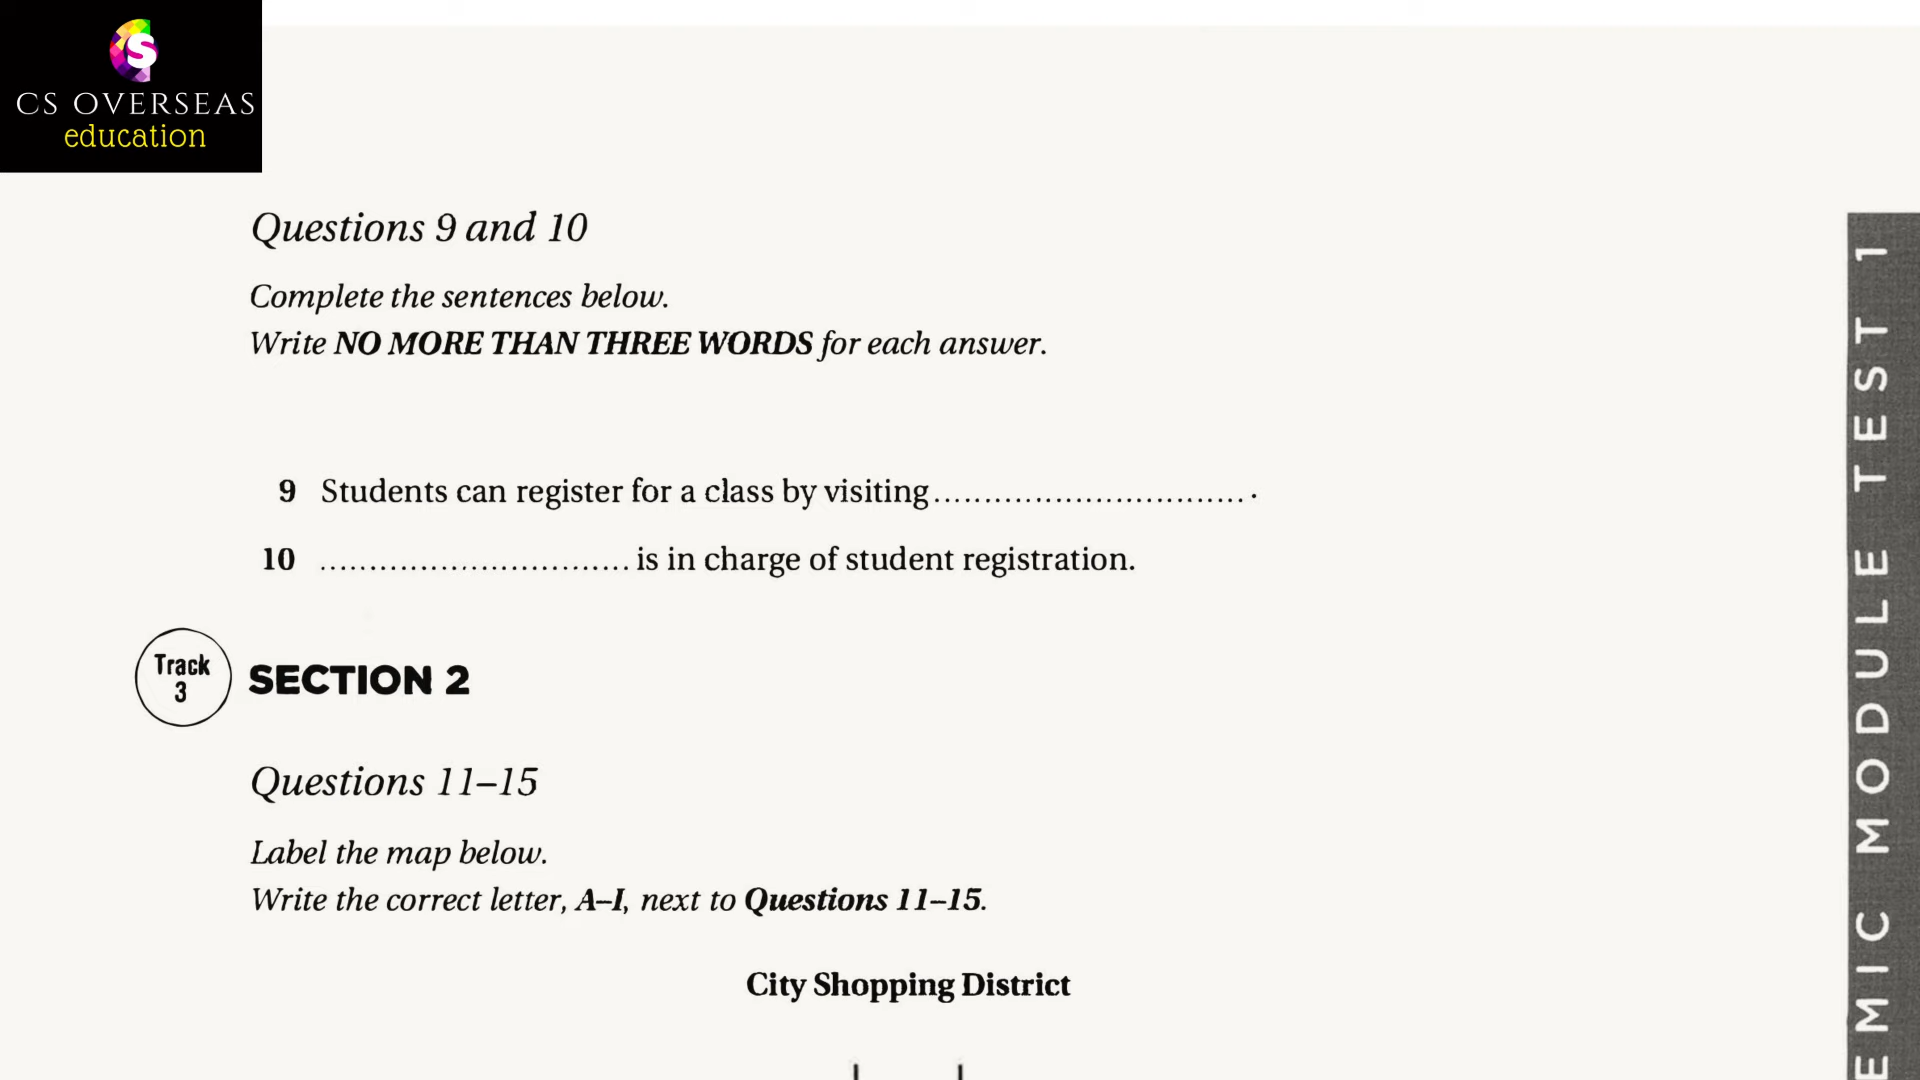 S
CS OVERSEAS
education
Questions 9 and 10
Complete the sentences below.
Write NO MORE THAN THREE WORDS for each answer.
9 Students can register for a class by visiting .............................. .
10 .............................. is in charge of student registration.
Track
3
SECTION 2
Questions 11–15
Label the map below.
Write the correct letter, A–I, next to Questions 11–15.
City Shopping District
EMIC MODULE TEST 1